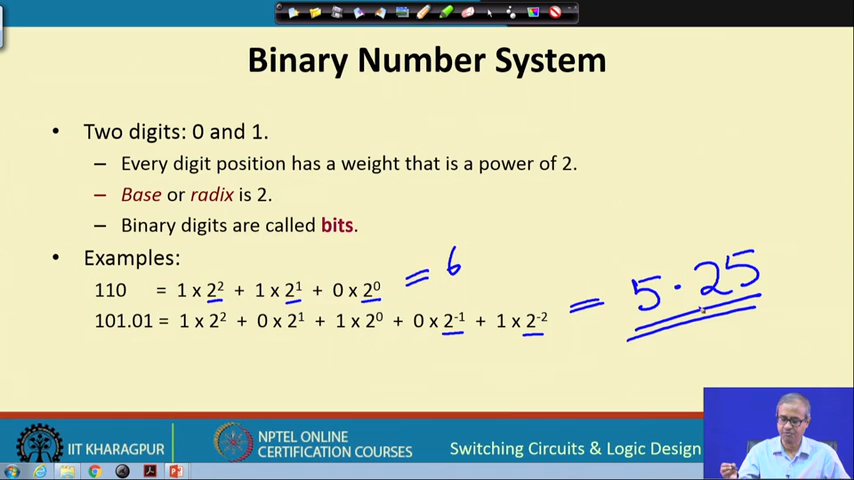 Binary Number System
• Two digits: 0 and 1.
– Every digit position has a weight that is a power of 2.
– Base or radix is 2.
– Binary digits are called bits.
• Examples:
110 = 1 x 2² + 1 x 2¹ + 0 x 2⁰ = 6
101.01 = 1 x 2² + 0 x 2¹ + 1 x 2⁰ + 0 x 2⁻¹ + 1 x 2⁻² = 5.25
IIT KHARAGPUR
NPTEL ONLINE
CERTIFICATION COURSES
Switching Circuits & Logic Design